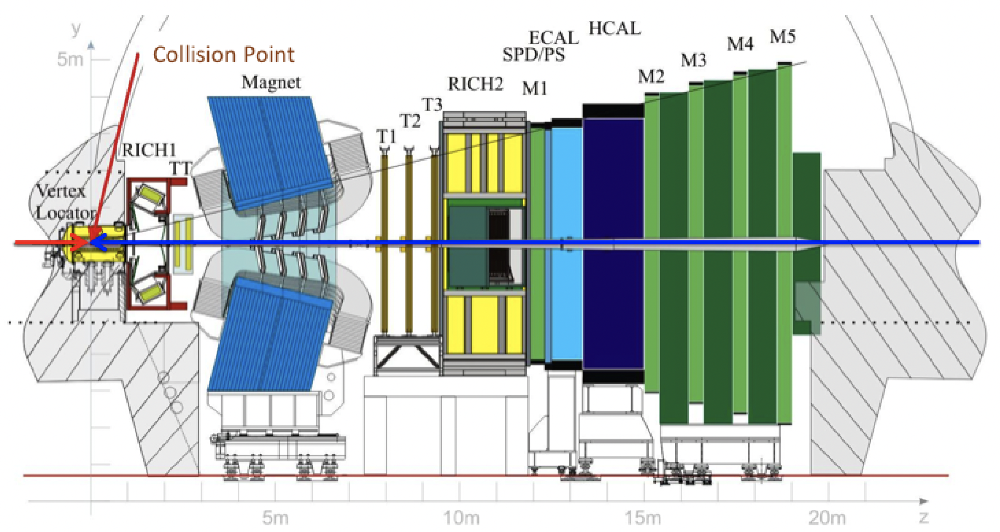 y
5m
Collision Point
Magnet
RICH1
TT
Vertex
Locator
T1
T2
T3
RICH2
M1
SPD/PS
ECAL
HCAL
M2
M3
M4
M5
5m
10m
15m
20m
z